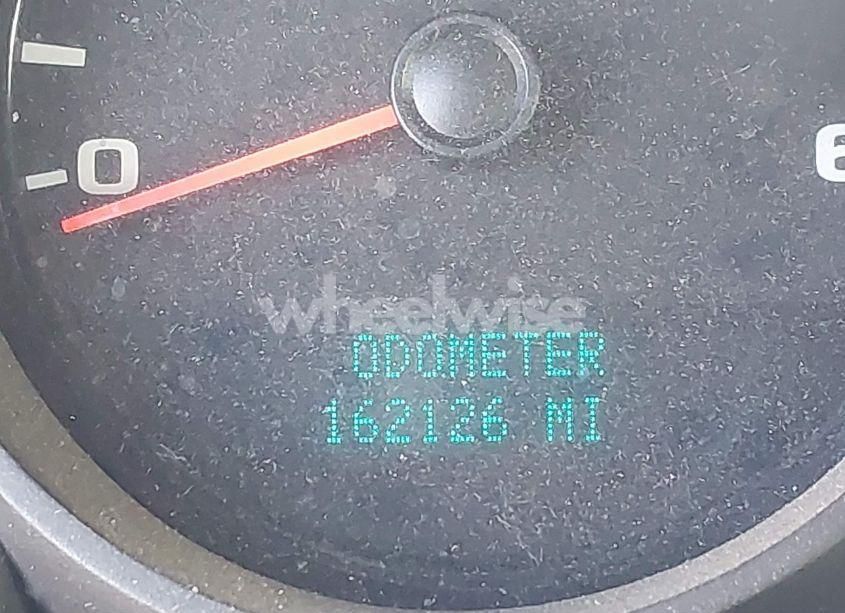 0
6
wheelwise
ODOMETER
162126 MI